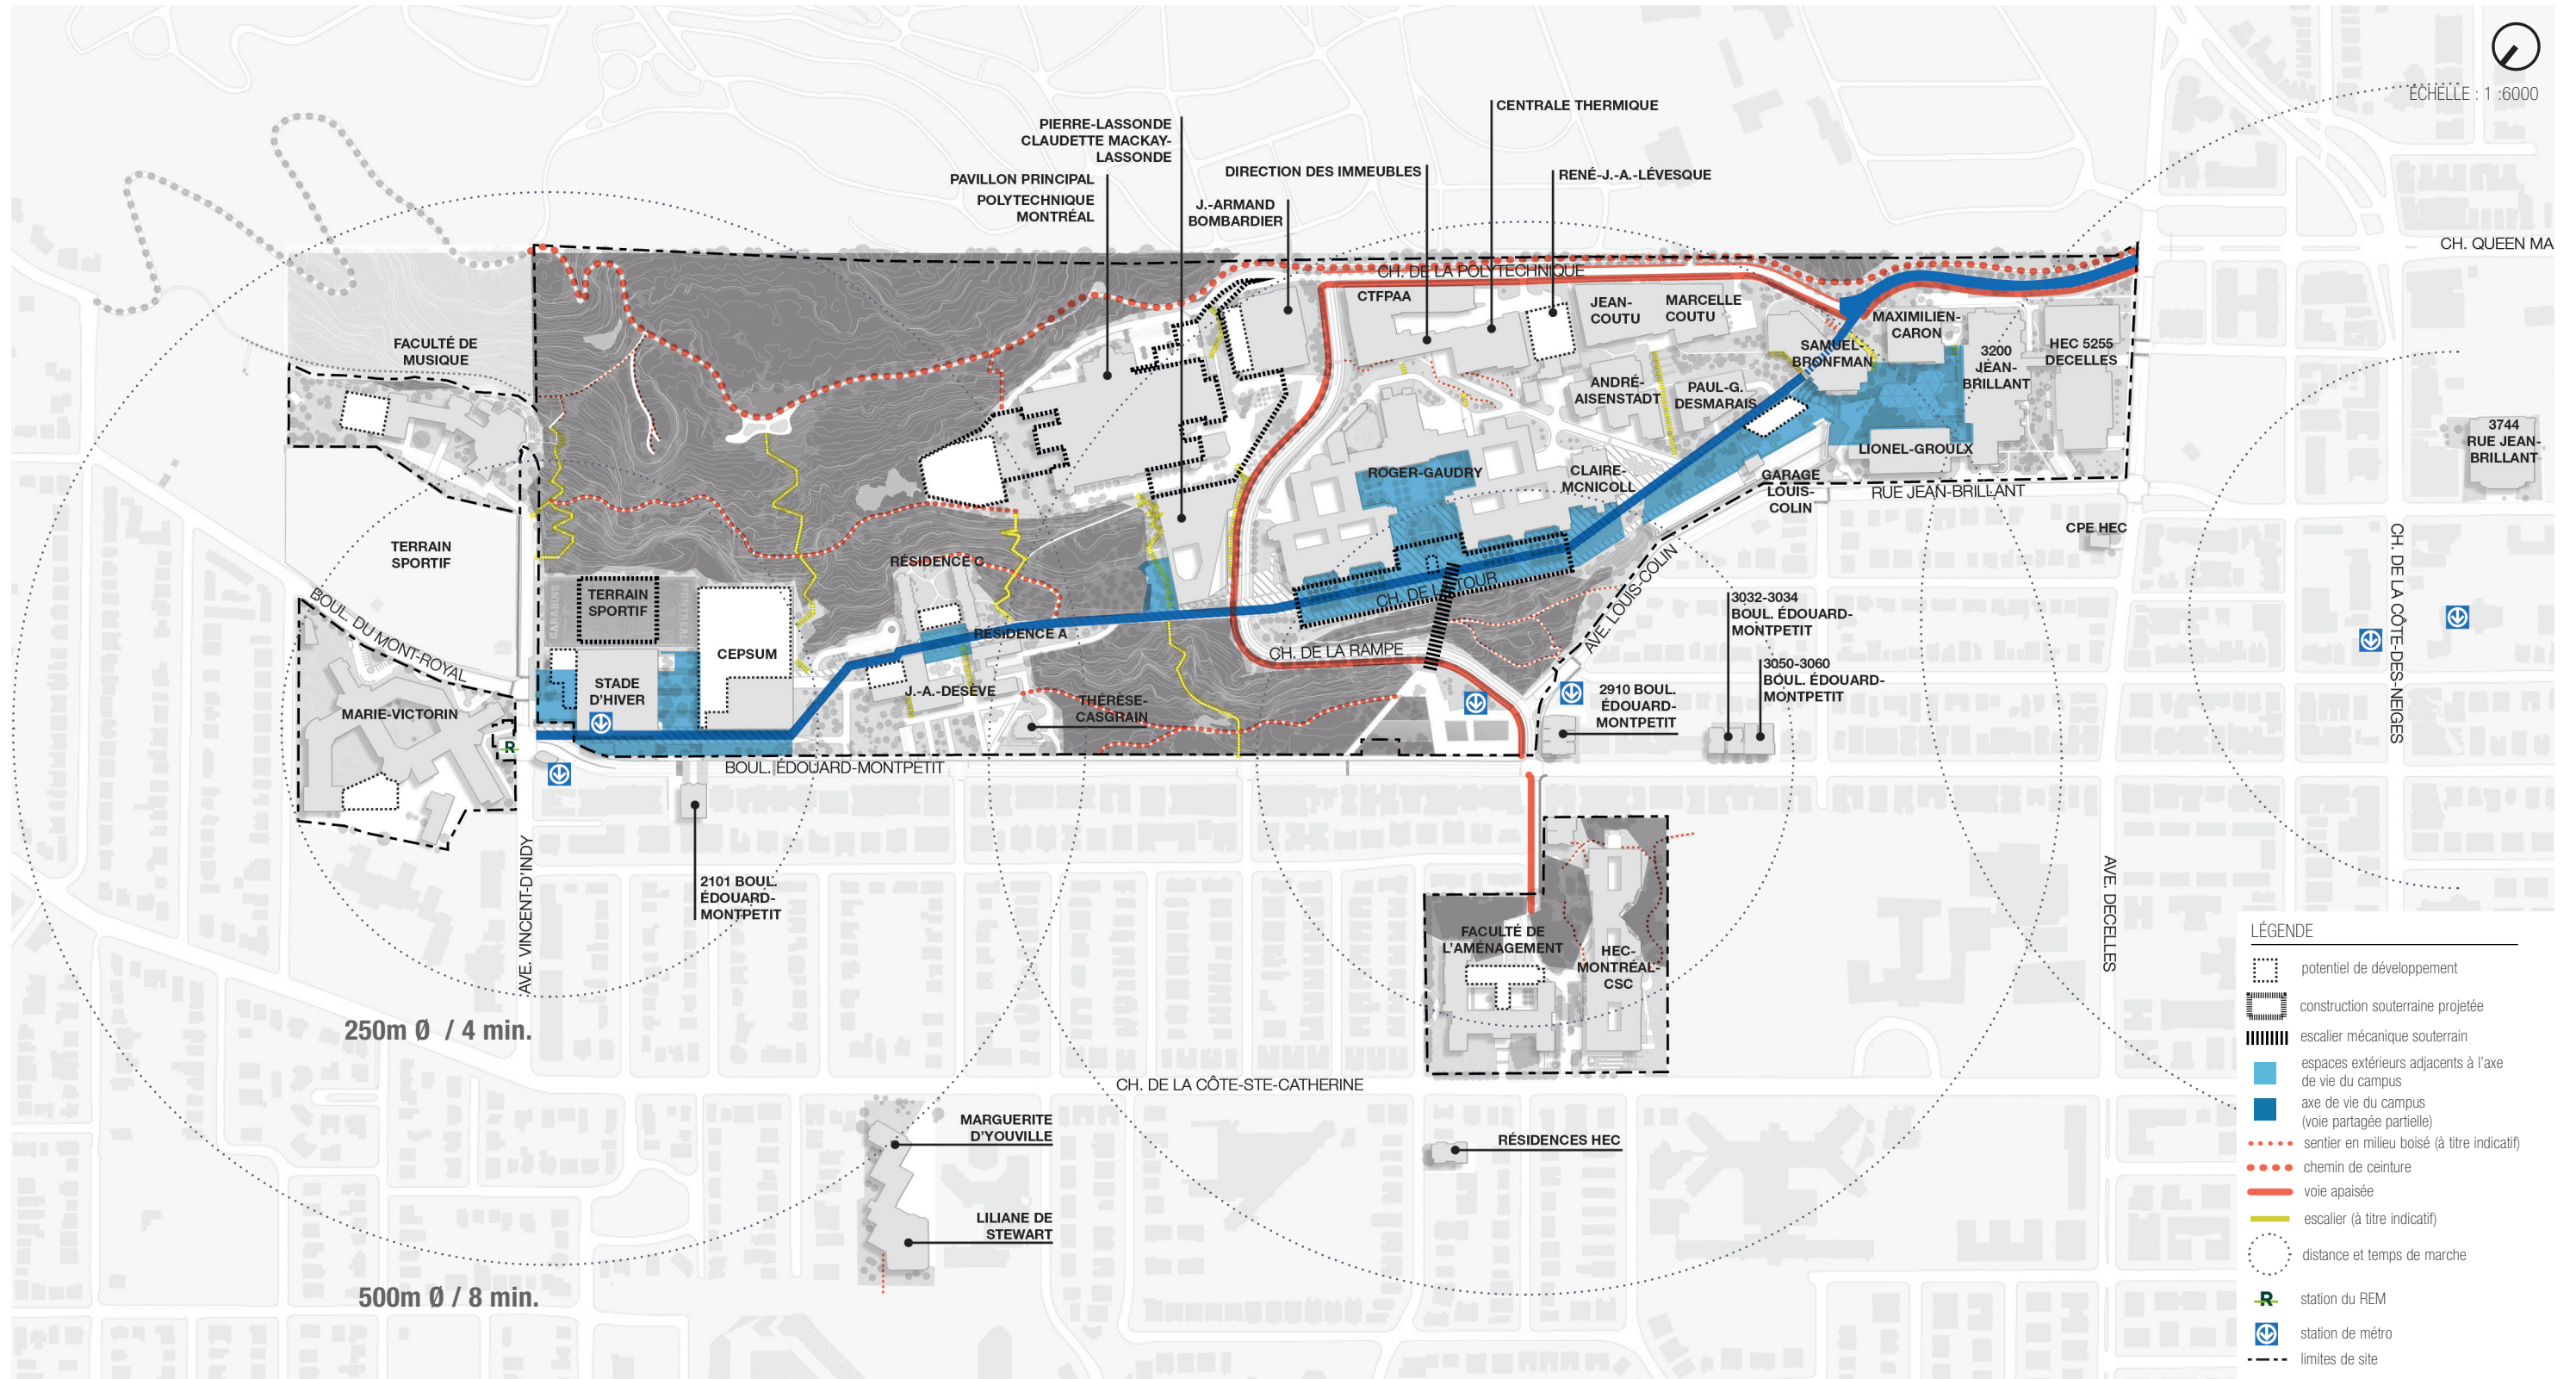 ÉCHELLE : 1 :6000
CENTRALE THERMIQUE
PIERRE-LASSONDE
CLAUDETTE MACKAY-
LASSONDE
DIRECTION DES IMMEUBLES
RENÉ-J.-A.-LÉVESQUE
PAVILLON PRINCIPAL
POLYTECHNIQUE
MONTRÉAL
J.-ARMAND
BOMBARDIER
CH. QUEEN MA
CH. DE LA POLYTECHNIQUE
CTFPAA
JEAN-
COUTU
MARCELLE
COUTU
MAXIMILIEN-
CARON
SAMUEL-
BRONFMAN
3200
JEAN-
BRILLANT
HEC 5255
DECELLES
FACULTÉ DE
MUSIQUE
ANDRÉ-
AISENSTADT
PAUL-G.
DESMARAIS
3744
RUE JEAN-
BRILLANT
LIONEL-GROULX
ROGER-GAUDRY
CLAIRE-
MCNICOLL
GARAGE
LOUIS-
COLIN
RUE JEAN-BRILLANT
CPE HEC
TERRAIN
SPORTIF
RÉSIDENCE C
TERRAIN
SPORTIF
CARABINS
MONTRÉAL
CH. DE LA TOUR
BOUL. DU MONT-ROYAL
AVE. LOUIS-COLIN
CH. DE LA CÔTE-DES-NEIGES
3032-3034
BOUL. ÉDOUARD-
MONTPETIT
RÉSIDENCE A
CEPSUM
CH. DE LA RAMPE
3050-3060
BOUL. ÉDOUARD-
MONTPETIT
STADE
D'HIVER
J.-A.-DESÈVE
THÉRÈSE-
CASGRAIN
2910 BOUL.
ÉDOUARD-
MONTPETIT
MARIE-VICTORIN
R
BOUL. ÉDOUARD-MONTPETIT
2101 BOUL.
ÉDOUARD-
MONTPETIT
AVE. VINCENT-D'INDY
AVE. DECELLES
FACULTÉ DE
L'AMÉNAGEMENT
HEC-
MONTRÉAL-
CSC
250m Ø / 4 min.
CH. DE LA CÔTE-STE-CATHERINE
MARGUERITE
D'YOUVILLE
RÉSIDENCES HEC
LILIANE DE
STEWART
500m Ø / 8 min.
LÉGENDE
potentiel de développement
construction souterraine projetée
escalier mécanique souterrain
espaces extérieurs adjacents à l'axe
de vie du campus
axe de vie du campus
(voie partagée partielle)
sentier en milieu boisé (à titre indicatif)
chemin de ceinture
voie apaisée
escalier (à titre indicatif)
distance et temps de marche
R
station du REM
station de métro
limites de site